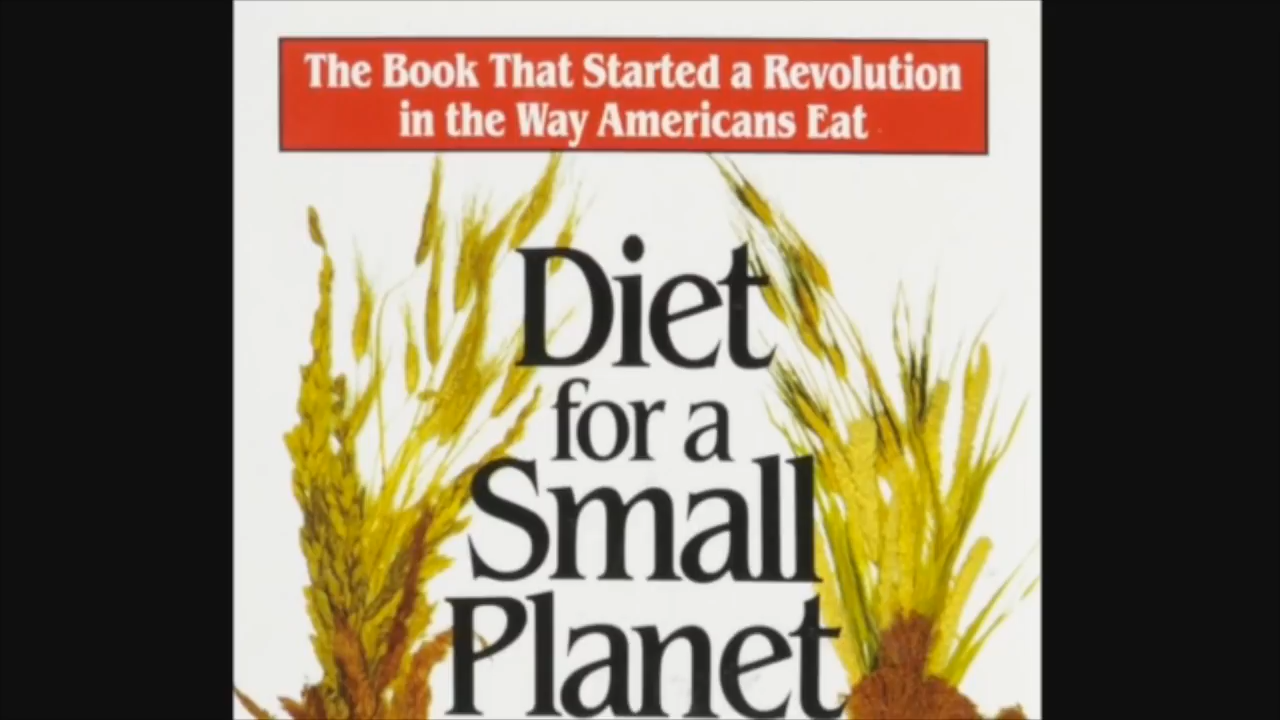 The Book That Started a Revolution
in the Way Americans Eat
Diet
for a
Small
Planet